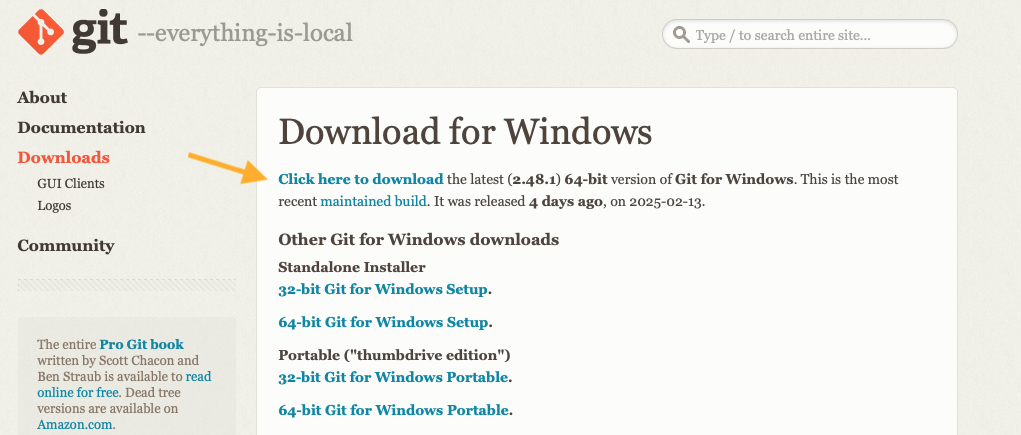 git --everything-is-local
Type / to search entire site...
About
Documentation
Downloads
GUI Clients
Logos
Community
The entire Pro Git book
written by Scott Chacon and
Ben Straub is available to read
online for free. Dead tree
versions are available on
Amazon.com.
Download for Windows
Click here to download the latest (2.48.1) 64-bit version of Git for Windows. This is the most
recent maintained build. It was released 4 days ago, on 2025-02-13.
Other Git for Windows downloads
Standalone Installer
32-bit Git for Windows Setup.
64-bit Git for Windows Setup.
Portable ("thumbdrive edition")
32-bit Git for Windows Portable.
64-bit Git for Windows Portable.